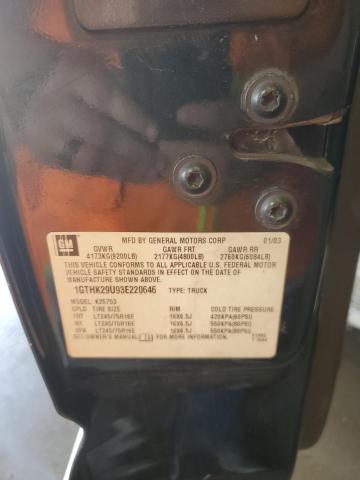 GM
MFD BY GENERAL MOTORS CORP 01/03
GVWR GAWR FRT GAWR RR
4173KG(9200LB) 2177KG(4800LB) 2760KG(6084LB)
THIS VEHICLE CONFORMS TO ALL APPLICABLE U.S. FEDERAL MOTOR
VEHICLE SAFETY STANDARDS IN EFFECT ON THE DATE OF
MANUFACTURE SHOWN ABOVE.
1GTHK29U93E220646 TYPE: TRUCK
MODEL: K25753
TIRE SIZE RIM COLD TIRE PRESSURE
FRT LT245/75R16E 16X6.5J 420KPA(60PSI)
RR LT245/75R16E 16X6.5J 550KPA(80PSI)
SPA LT245/75R16E 16X6.5J 550KPA(80PSI)
SEE OWNER'S MANUAL FOR ADDITIONAL INFORMATION